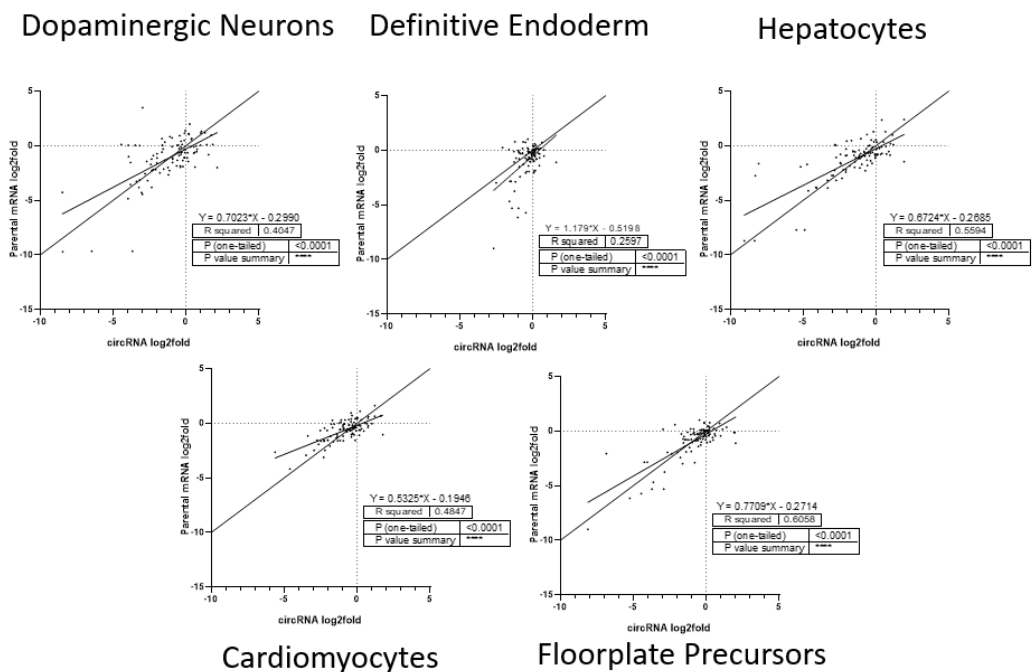 Dopaminergic Neurons
Definitive Endoderm
Hepatocytes
5
0
-5
-10
-15
Parental mRNA log2fold
Y = 0.7023*X - 0.2990
R squared 0.4047
P (one-tailed) <0.0001
P value summary ****
-10 -5 0 5
circRNA log2fold
5
0
-5
-10
-15
Parental mRNA log2fold
Y = 1.179*X - 0.5198
R squared 0.2597
P (one-tailed) <0.0001
P value summary ****
-10 -5 0 5
circRNA log2fold
5
0
-5
-10
-15
Parental mRNA log2fold
Y = 0.6724*X - 0.2685
R squared 0.5594
P (one-tailed) <0.0001
P value summary ****
-10 -5 0 5
circRNA log2fold
5
0
-5
-10
-15
Parental mRNA log2fold
Y = 0.5325*X - 0.1946
R squared 0.4847
P (one-tailed) <0.0001
P value summary ****
-10 -5 0 5
circRNA log2fold
5
0
-5
-10
-15
Parental mRNA log2fold
Y = 0.7709*X - 0.2714
R squared 0.6058
P (one-tailed) <0.0001
P value summary ****
-10 -5 0 5
circRNA log2fold
Cardiomyocytes
Floorplate Precursors